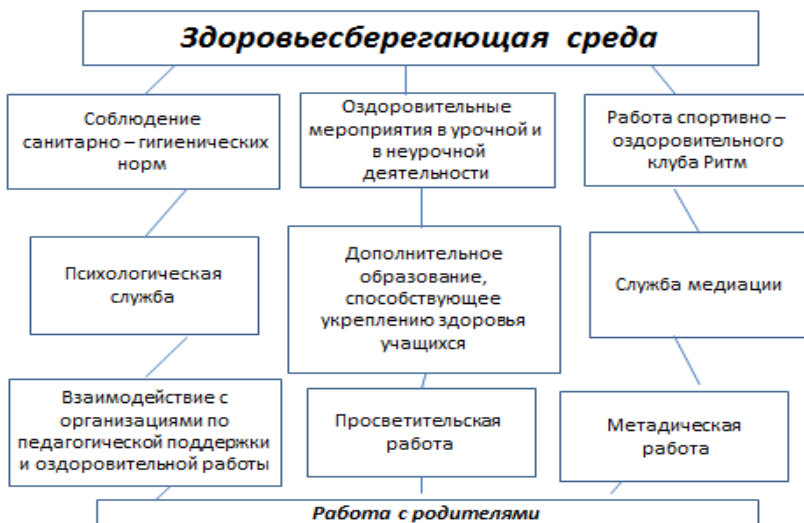 Здоровьесберегающая среда
Соблюдение
санитарно – гигиенических
норм
Оздоровительные
мероприятия в урочной и
в неурочной
деятельности
Работа спортивно –
оздоровительного
клуба Ритм
Психологическая
служба
Дополнительное
образование,
способствующее
укреплению здоровья
учащихся
Служба медиации
Взаимодействие с
организациями по
педагогической поддержки
и оздоровительной работы
Просветительская
работа
Метадическая
работа
Работа с родителями